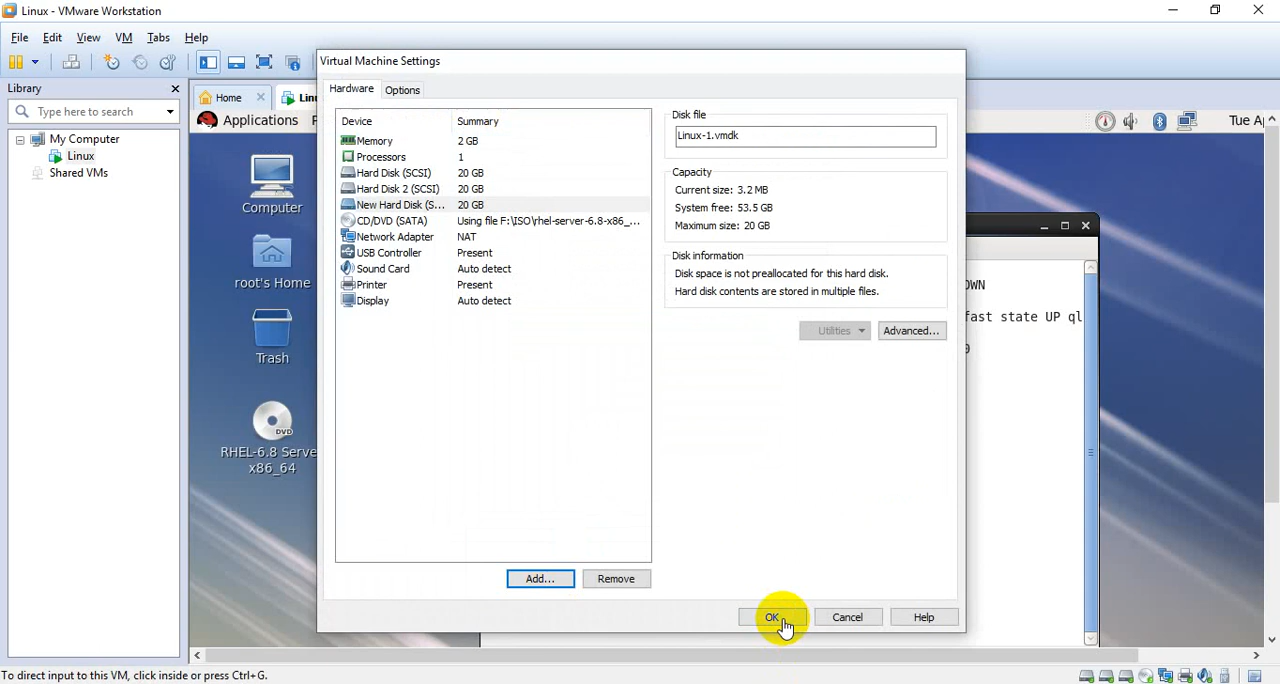 Linux - VMware Workstation
File Edit View VM Tabs Help
Library
Type here to search
My Computer
Linux
Shared VMs
Home
Applications
Tue
Computer
root's Home
Trash
DVD
RHEL-6.8 Serve
x86_64
OWN
fast state UP ql
Virtual Machine Settings
Hardware Options
Device Summary
Memory 2 GB
Processors 1
Hard Disk (SCSI) 20 GB
Hard Disk 2 (SCSI) 20 GB
New Hard Disk (S... 20 GB
CD/DVD (SATA) Using file F:\ISO\rhel-server-6.8-x86_...
Network Adapter NAT
USB Controller Present
Sound Card Auto detect
Printer Present
Display Auto detect
Add... Remove
Disk file
Linux-1.vmdk
Capacity
Current size: 3.2 MB
System free: 53.5 GB
Maximum size: 20 GB
Disk information
Disk space is not preallocated for this hard disk.
Hard disk contents are stored in multiple files.
Utilities Advanced...
OK Cancel Help
To direct input to this VM, click inside or press Ctrl+G.